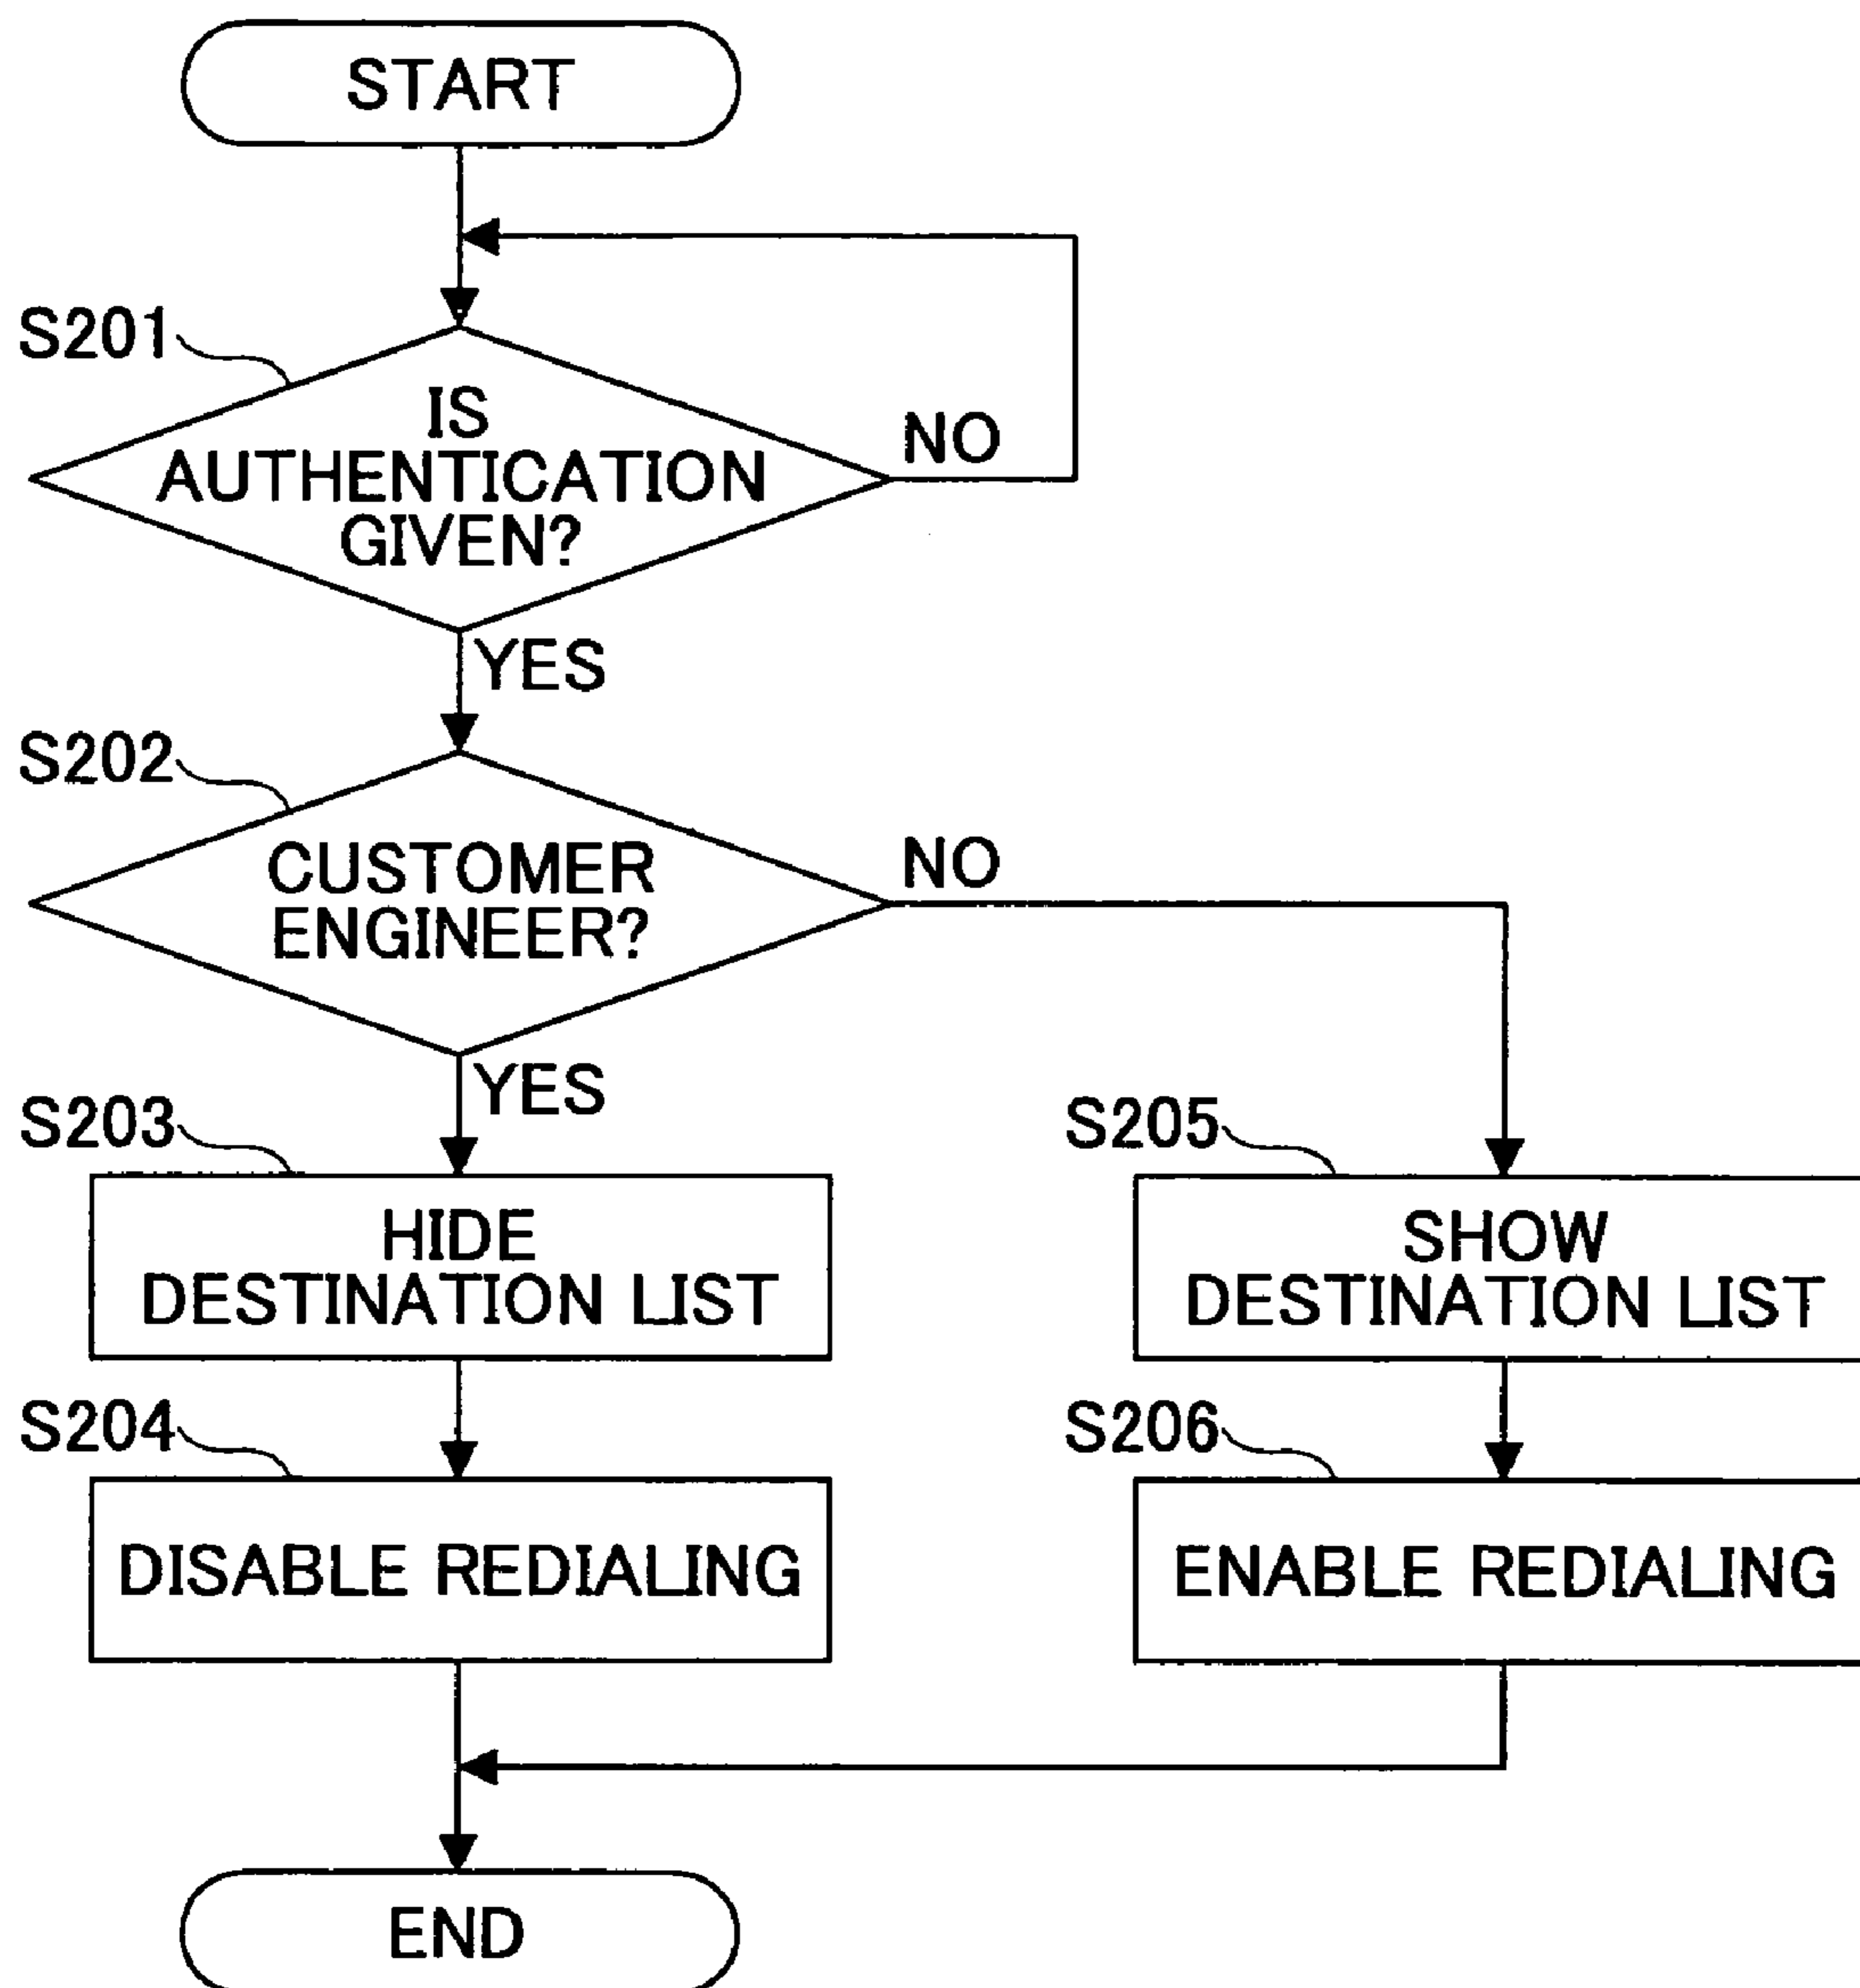 START
S201
IS
AUTHENTICATION
GIVEN?
NO
YES
S202
CUSTOMER
ENGINEER?
NO
YES
S203
HIDE
DESTINATION LIST
S205
SHOW
DESTINATION LIST
S204
DISABLE REDIALING
S206
ENABLE REDIALING
END